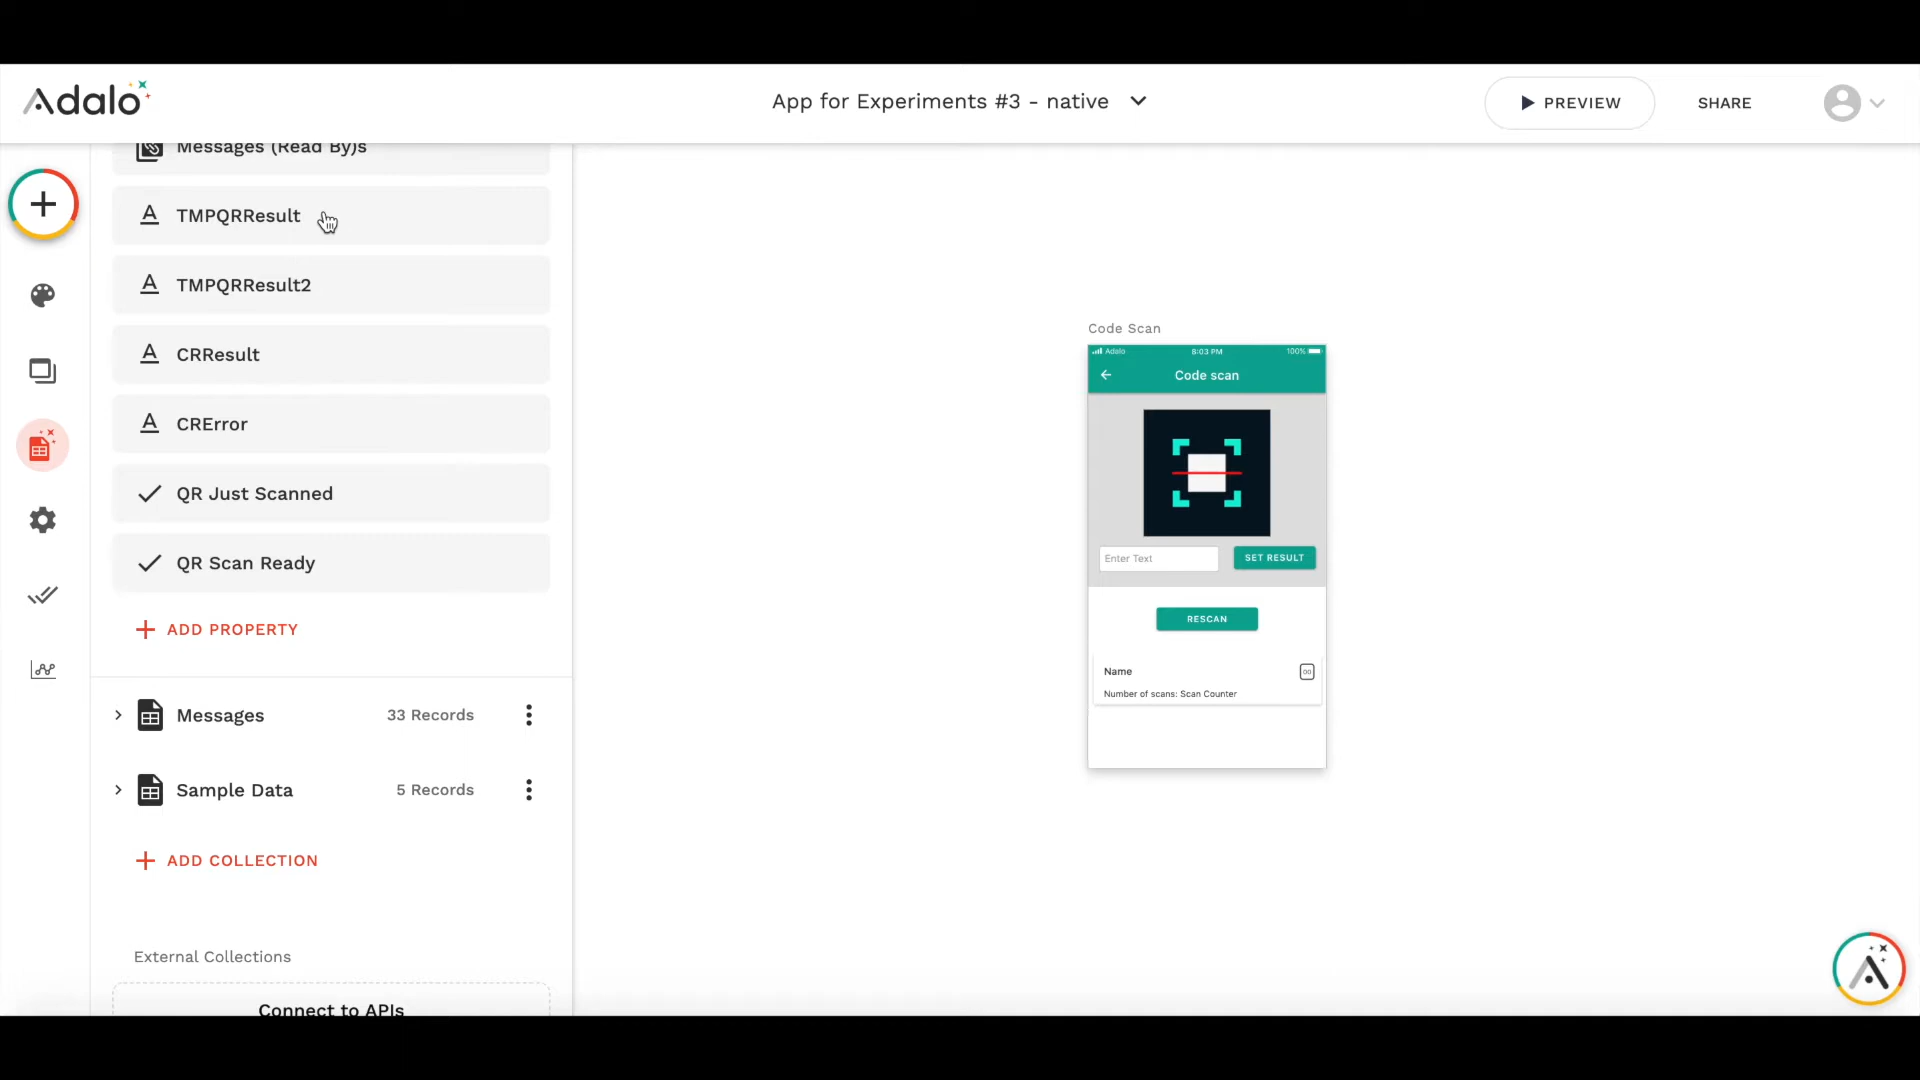 Adalo
App for Experiments #3 - native
PREVIEW
SHARE
Messages (Read By)s
TMPQRResult
TMPQRResult2
CRResult
CRError
QR Just Scanned
QR Scan Ready
ADD PROPERTY
Messages 33 Records
Sample Data 5 Records
ADD COLLECTION
External Collections
Connect to APIs
Code Scan
Adalo 8:03 PM 100%
Code scan
Enter Text SET RESULT
RESCAN
Name
Number of scans: Scan Counter